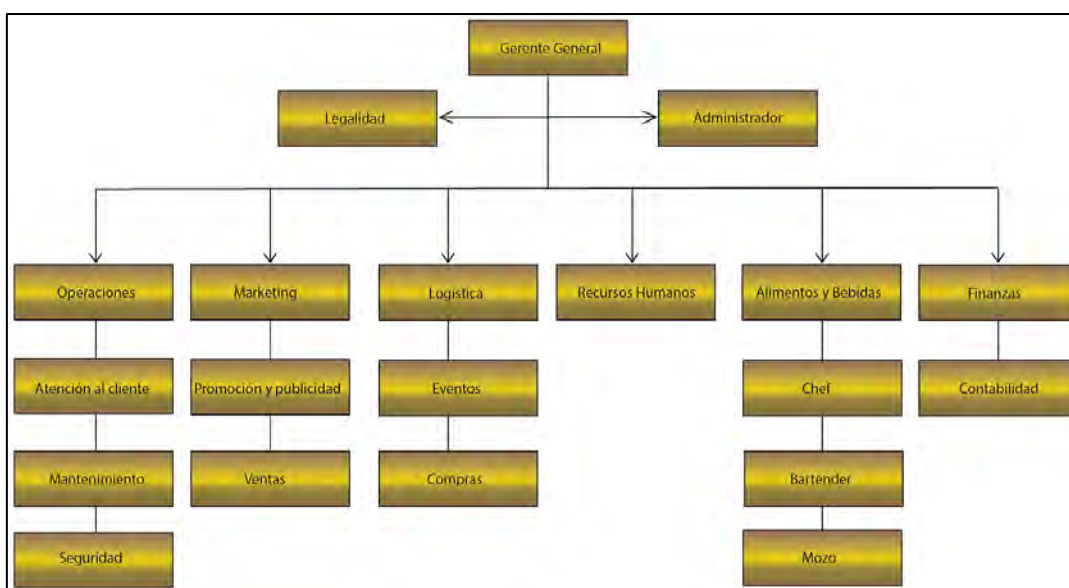 Gerente General
Legalidad
Administrador
Operaciones
Marketing
Logística
Recursos Humanos
Alimentos y Bebidas
Finanzas
Atención al cliente
Promoción y publicidad
Eventos
Chef
Contabilidad
Mantenimiento
Ventas
Compras
Bartender
Seguridad
Mozo